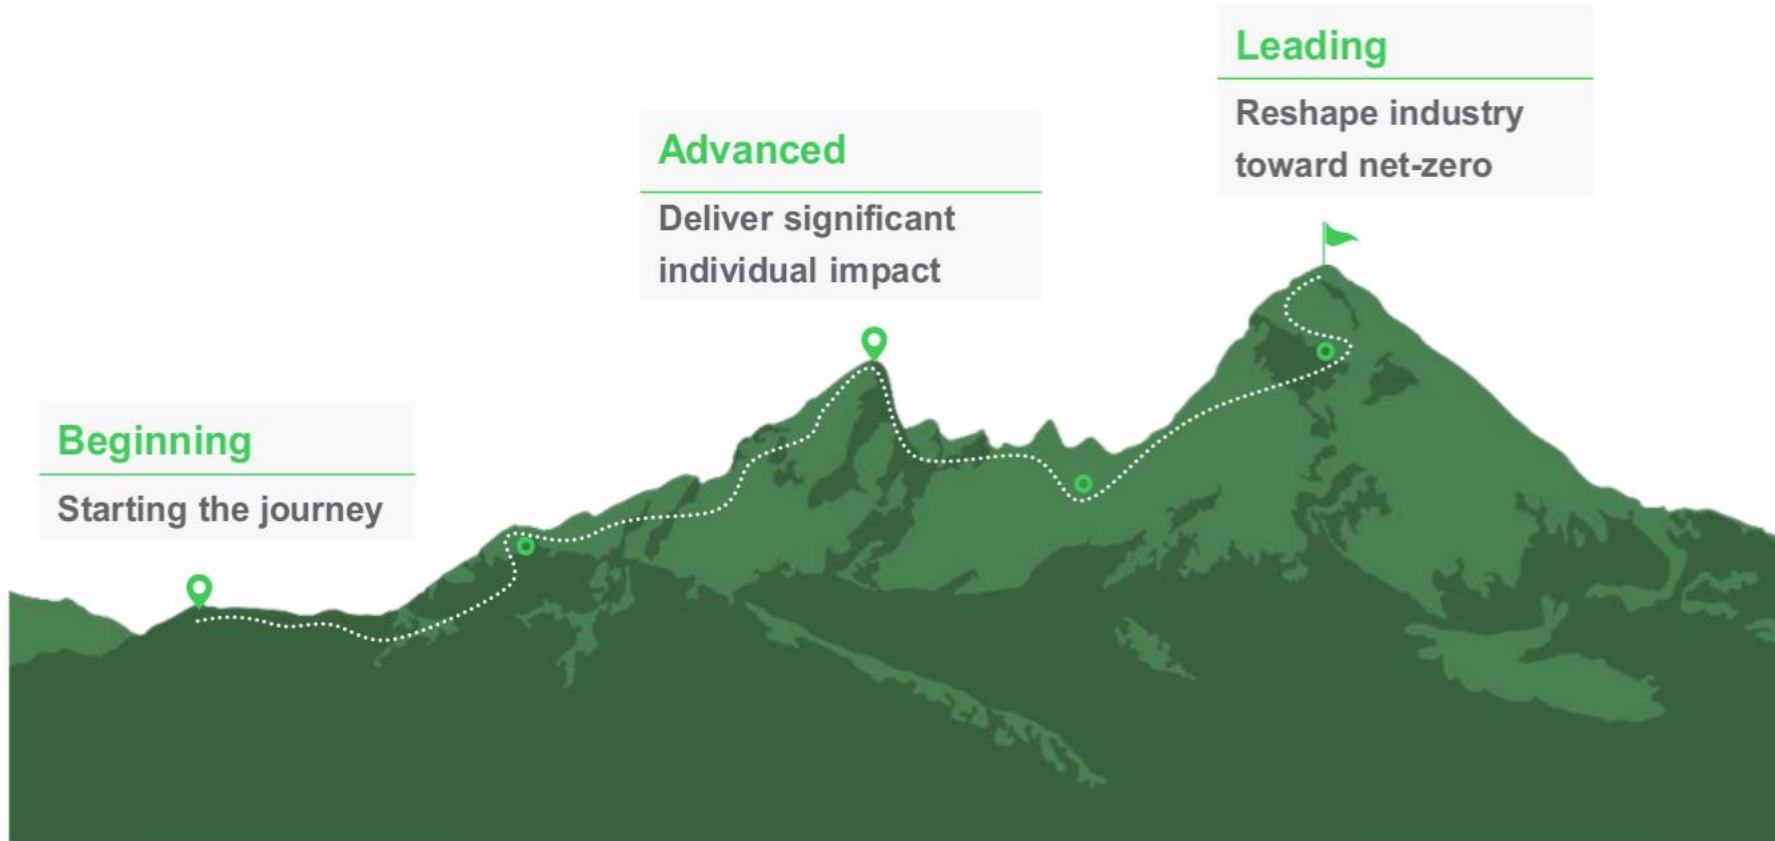 Beginning
Starting the journey
Advanced
Deliver significant
individual impact
Leading
Reshape industry
toward net-zero